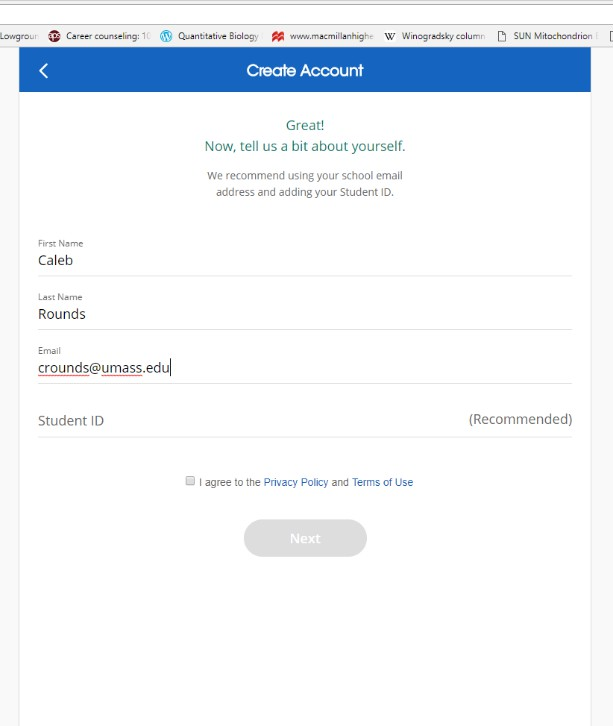 Lowgroun
aps Career counseling: 10
Quantitative Biology
www.macmillanhighe
W Winogradsky column
SUN Mitochondrion
Create Account
Great!
Now, tell us a bit about yourself.
We recommend using your school email
address and adding your Student ID.
First Name
Caleb
Last Name
Rounds
Email
crounds@umass.edu
Student ID (Recommended)
I agree to the Privacy Policy and Terms of Use
Next